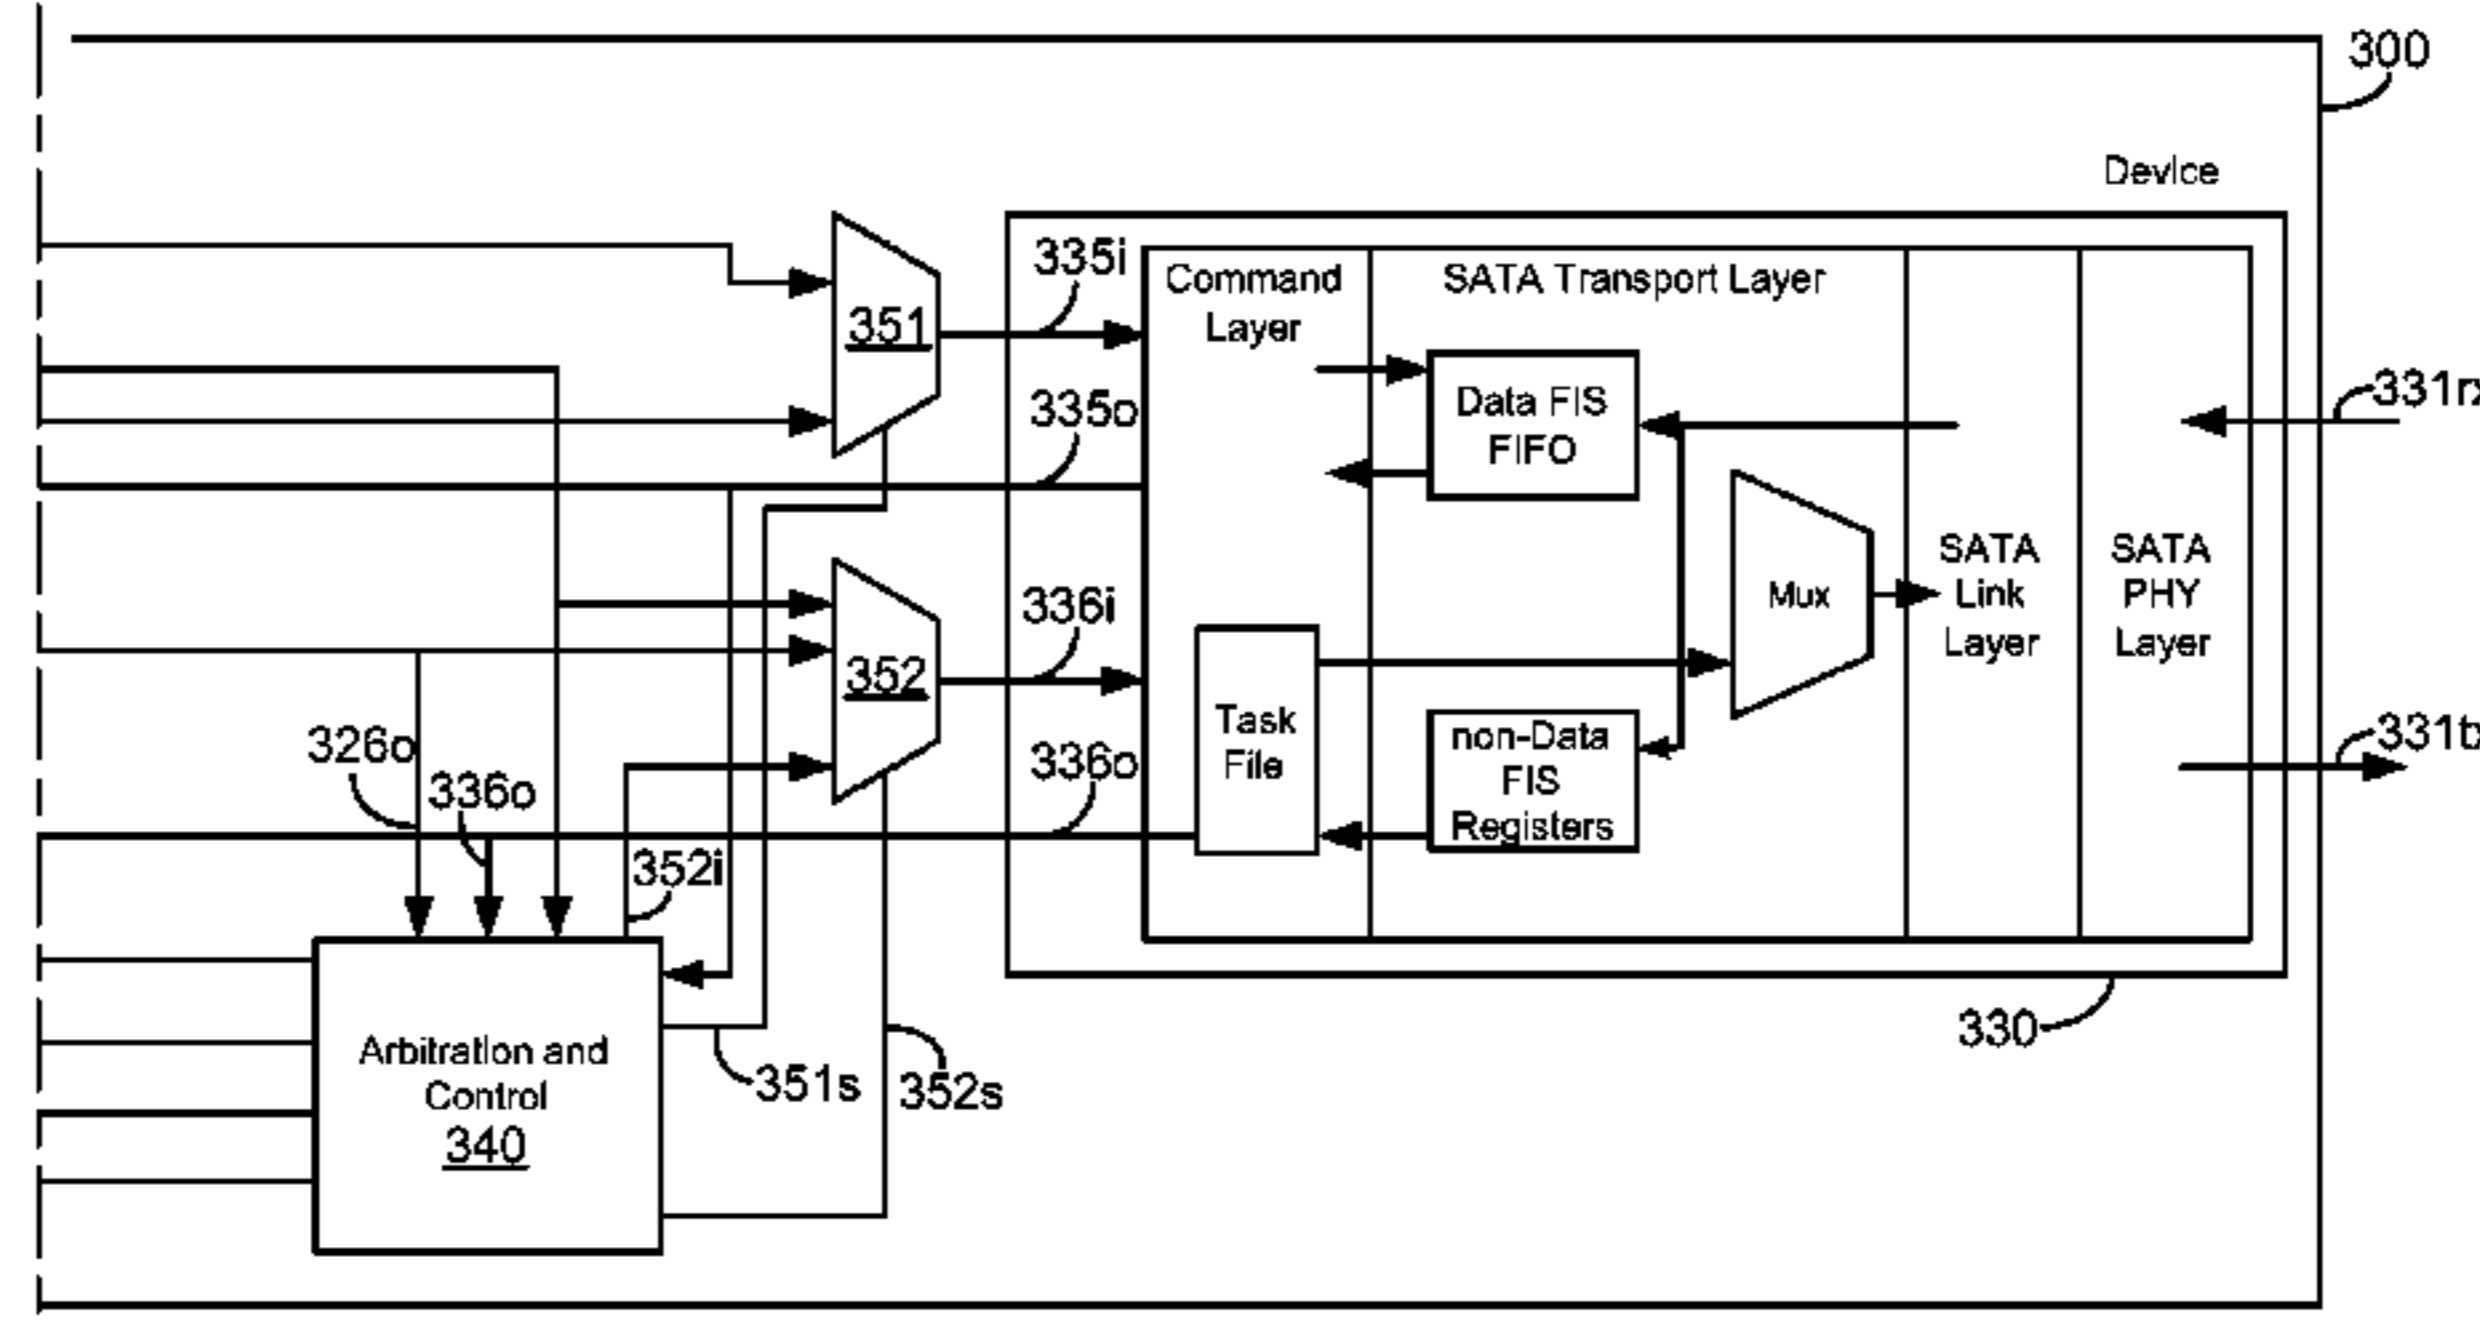 300
Device
335i
Command
Layer
SATA Transport Layer
351
Data FIS
FIFO
331rx
335o
SATA
Link
Layer
SATA
PHY
Layer
Mux
336i
352
Task
File
non-Data
FIS
Registers
331tx
326o
336o
336o
352i
330
Arbitration and
Control
340
351s
352s